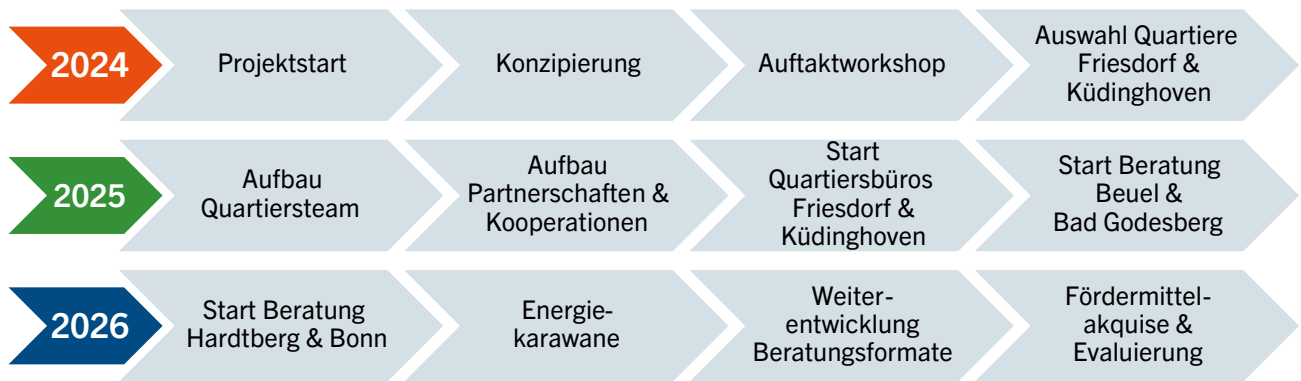 2024
Projektstart
Konzipierung
Auftaktworkshop
Auswahl Quartiere
Friesdorf &
Küdinghoven
2025
Aufbau
Quartiersteam
Aufbau
Partnerschaften &
Kooperationen
Start
Quartiersbüros
Friesdorf &
Küdinghoven
Start Beratung
Beuel &
Bad Godesberg
2026
Start Beratung
Hardtberg & Bonn
Energie-
karawane
Weiter-
entwicklung
Beratungsformate
Fördermittel-
akquise &
Evaluierung